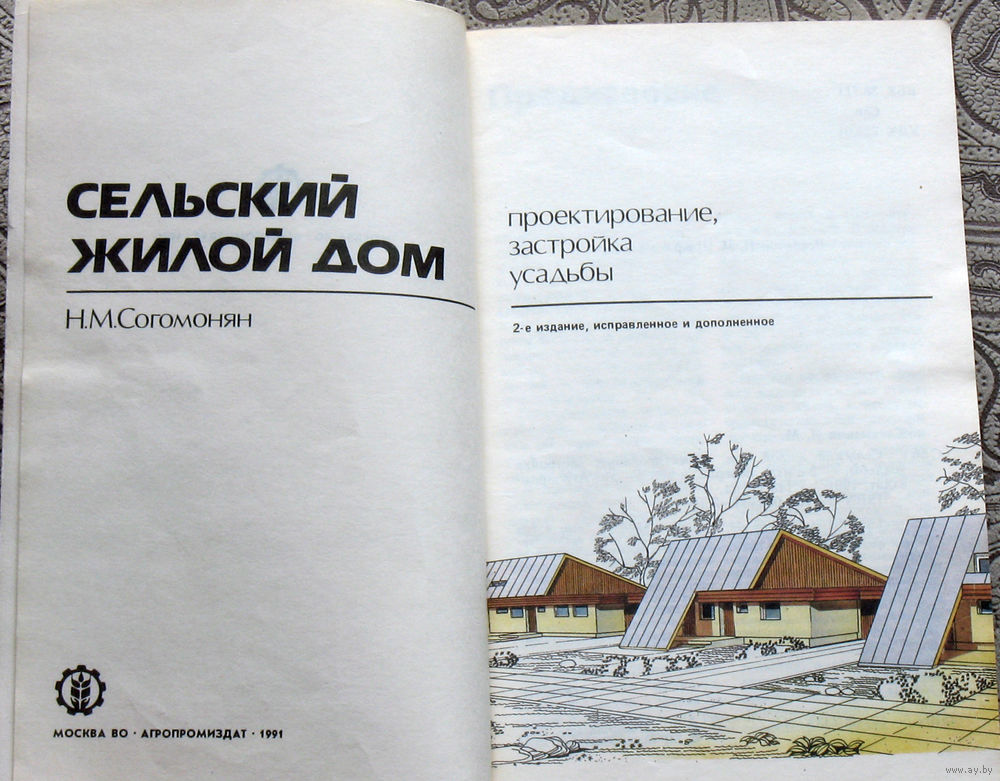 СЕЛЬСКИЙ
ЖИЛОЙ ДОМ
Н.М.Согомонян
МОСКВА ВО · АГРОПРОМИЗДАТ · 1991
проектирование,
застройка
усадьбы
2-е издание, исправленное и дополненное
www.ay.by